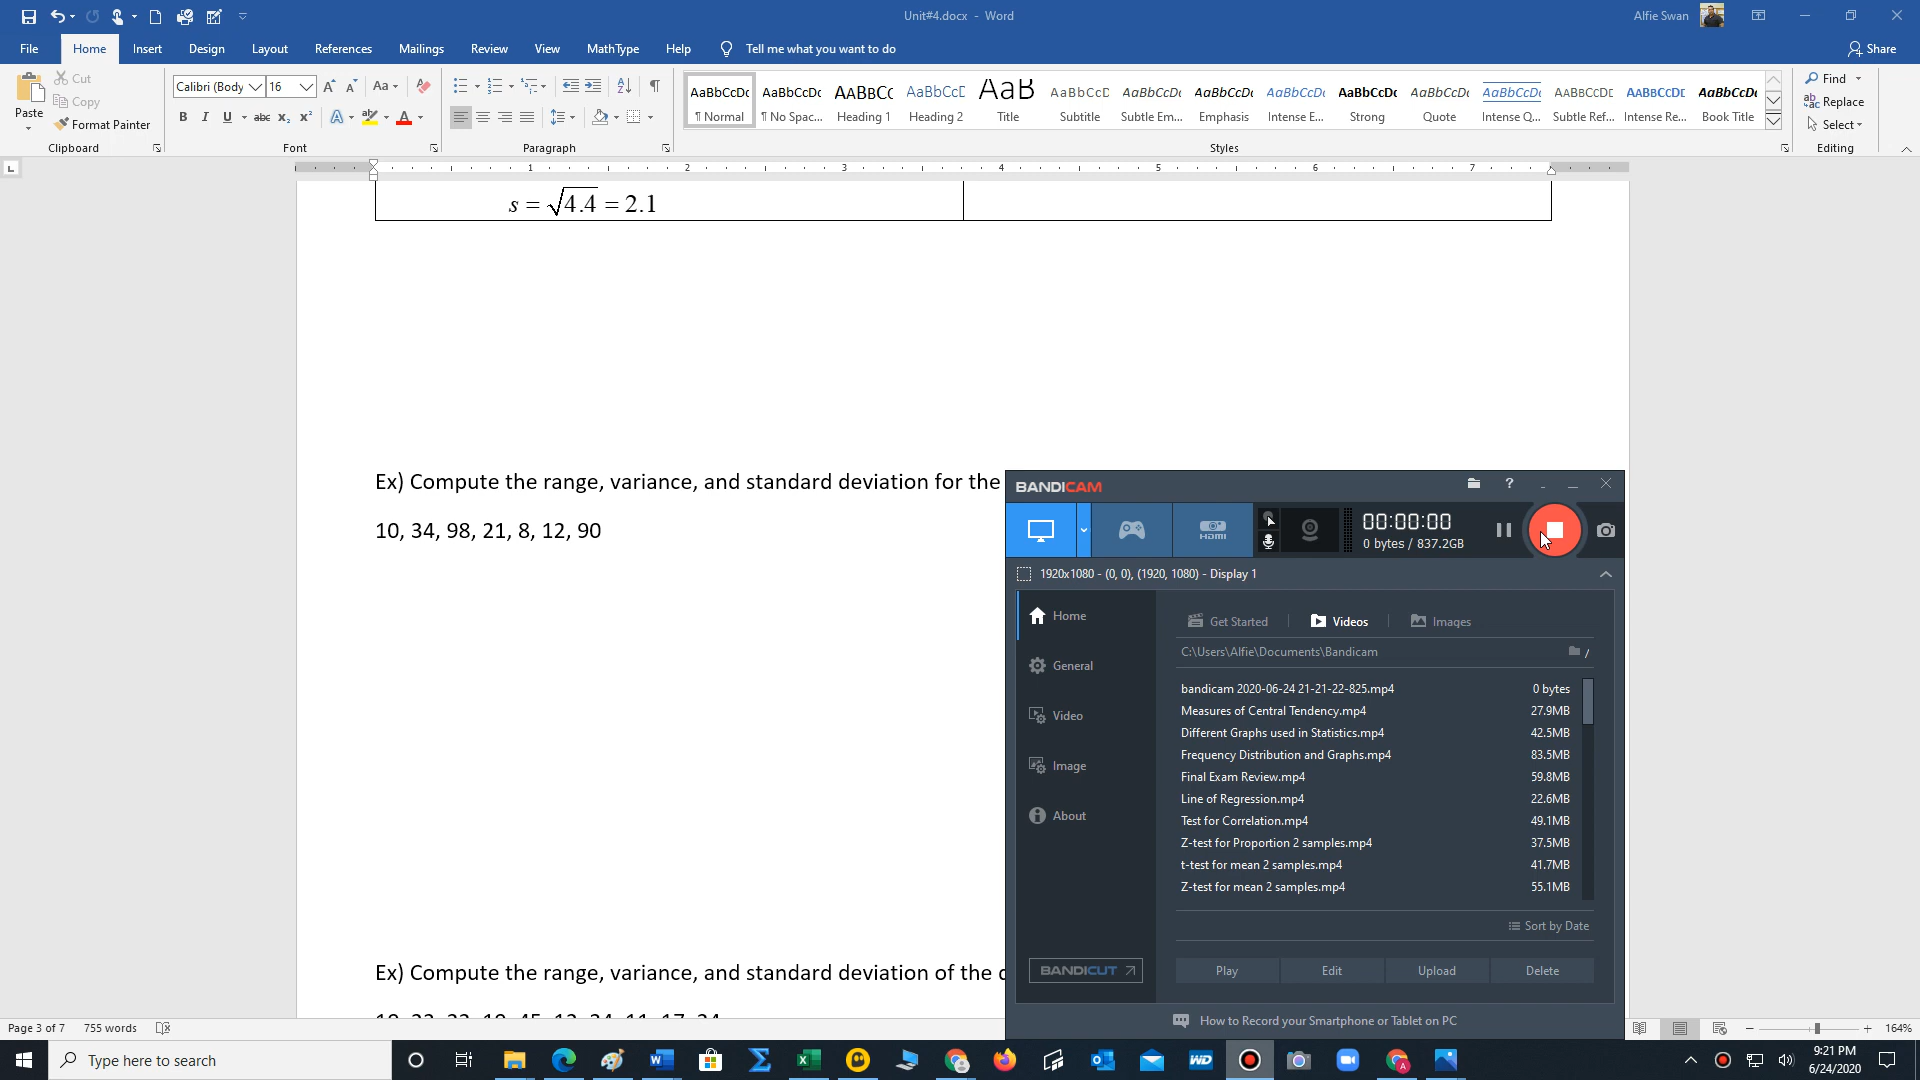 Unit#4.docx - Word
Alfie Swan
File Home Insert Design Layout References Mailings Review View MathType Help Tell me what you want to do
Share
Paste
Cut
Copy
Format Painter
Clipboard
Calibri (Body 16
Font
Paragraph
AaBbCcDc AaBbCcDc AABBCC AaBbCcE AaB AaBbCcD AaBbCcDc AaBbCcDc AaBbCcDc AaBbCcDc AaBbCcDc AaBbCcDc AABBCCDE AABBCCDE AaBbCcDc
¶ Normal ¶ No Spac... Heading 1 Heading 2 Title Subtitle Subtle Em... Emphasis Intense E... Strong Quote Intense Q... Subtle Ref... Intense Re... Book Title
Styles
Find
Replace
Select
Editing
1 2 3 4 5 6 7
s = √4.4 = 2.1
Ex) Compute the range, variance, and standard deviation for the
10, 34, 98, 21, 8, 12, 90
Ex) Compute the range, variance, and standard deviation of the
BANDICAM
HDMI
00:00:00
0 bytes / 837.2GB
1920x1080 - (0, 0), (1920, 1080) - Display 1
Home
General
Video
Image
About
BANDICUT
Get Started Videos Images
C:\Users\Alfie\Documents\Bandicam
bandicam 2020-06-24 21-21-22-825.mp4 0 bytes
Measures of Central Tendency.mp4 27.9MB
Different Graphs used in Statistics.mp4 42.5MB
Frequency Distribution and Graphs.mp4 83.5MB
Final Exam Review.mp4 59.8MB
Line of Regression.mp4 22.6MB
Test for Correlation.mp4 49.1MB
Z-test for Proportion 2 samples.mp4 37.5MB
t-test for mean 2 samples.mp4 41.7MB
Z-test for mean 2 samples.mp4 55.1MB
Sort by Date
Play Edit Upload Delete
How to Record your Smartphone or Tablet on PC
Page 3 of 7 755 words
164%
Type here to search
9:21 PM
6/24/2020